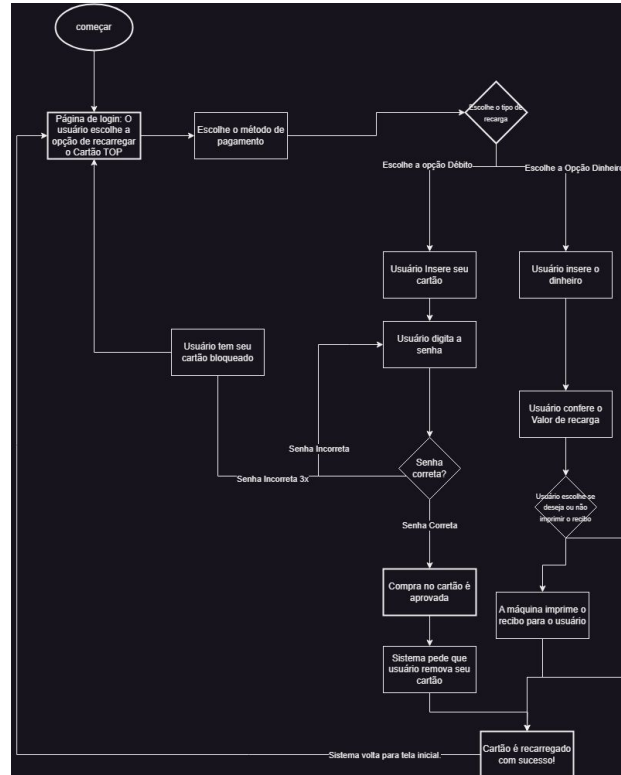 começar
Página de login: O
usuário escolhe a
opção de recarregar
o Cartão TOP
Escolhe o método de
pagamento
Escolhe o tipo de
recarga
Escolhe a opção Débito
Escolhe a Opção Dinheiro
Usuário Insere seu
cartão
Usuário insere o
dinheiro
Usuário digita a
senha
Usuário tem seu
cartão bloqueado
Usuário confere o
Valor de recarga
Senha Incorreta
Senha Incorreta 3x
Senha
correta?
Usuário escolhe se
deseja ou não
imprimir o recibo
Senha Correta
Compra no cartão é
aprovada
A máquina imprime o
recibo para o usuário
Sistema pede que
usuário remova seu
cartão
Sistema volta para tela inicial.
Cartão é recarregado
com sucesso!